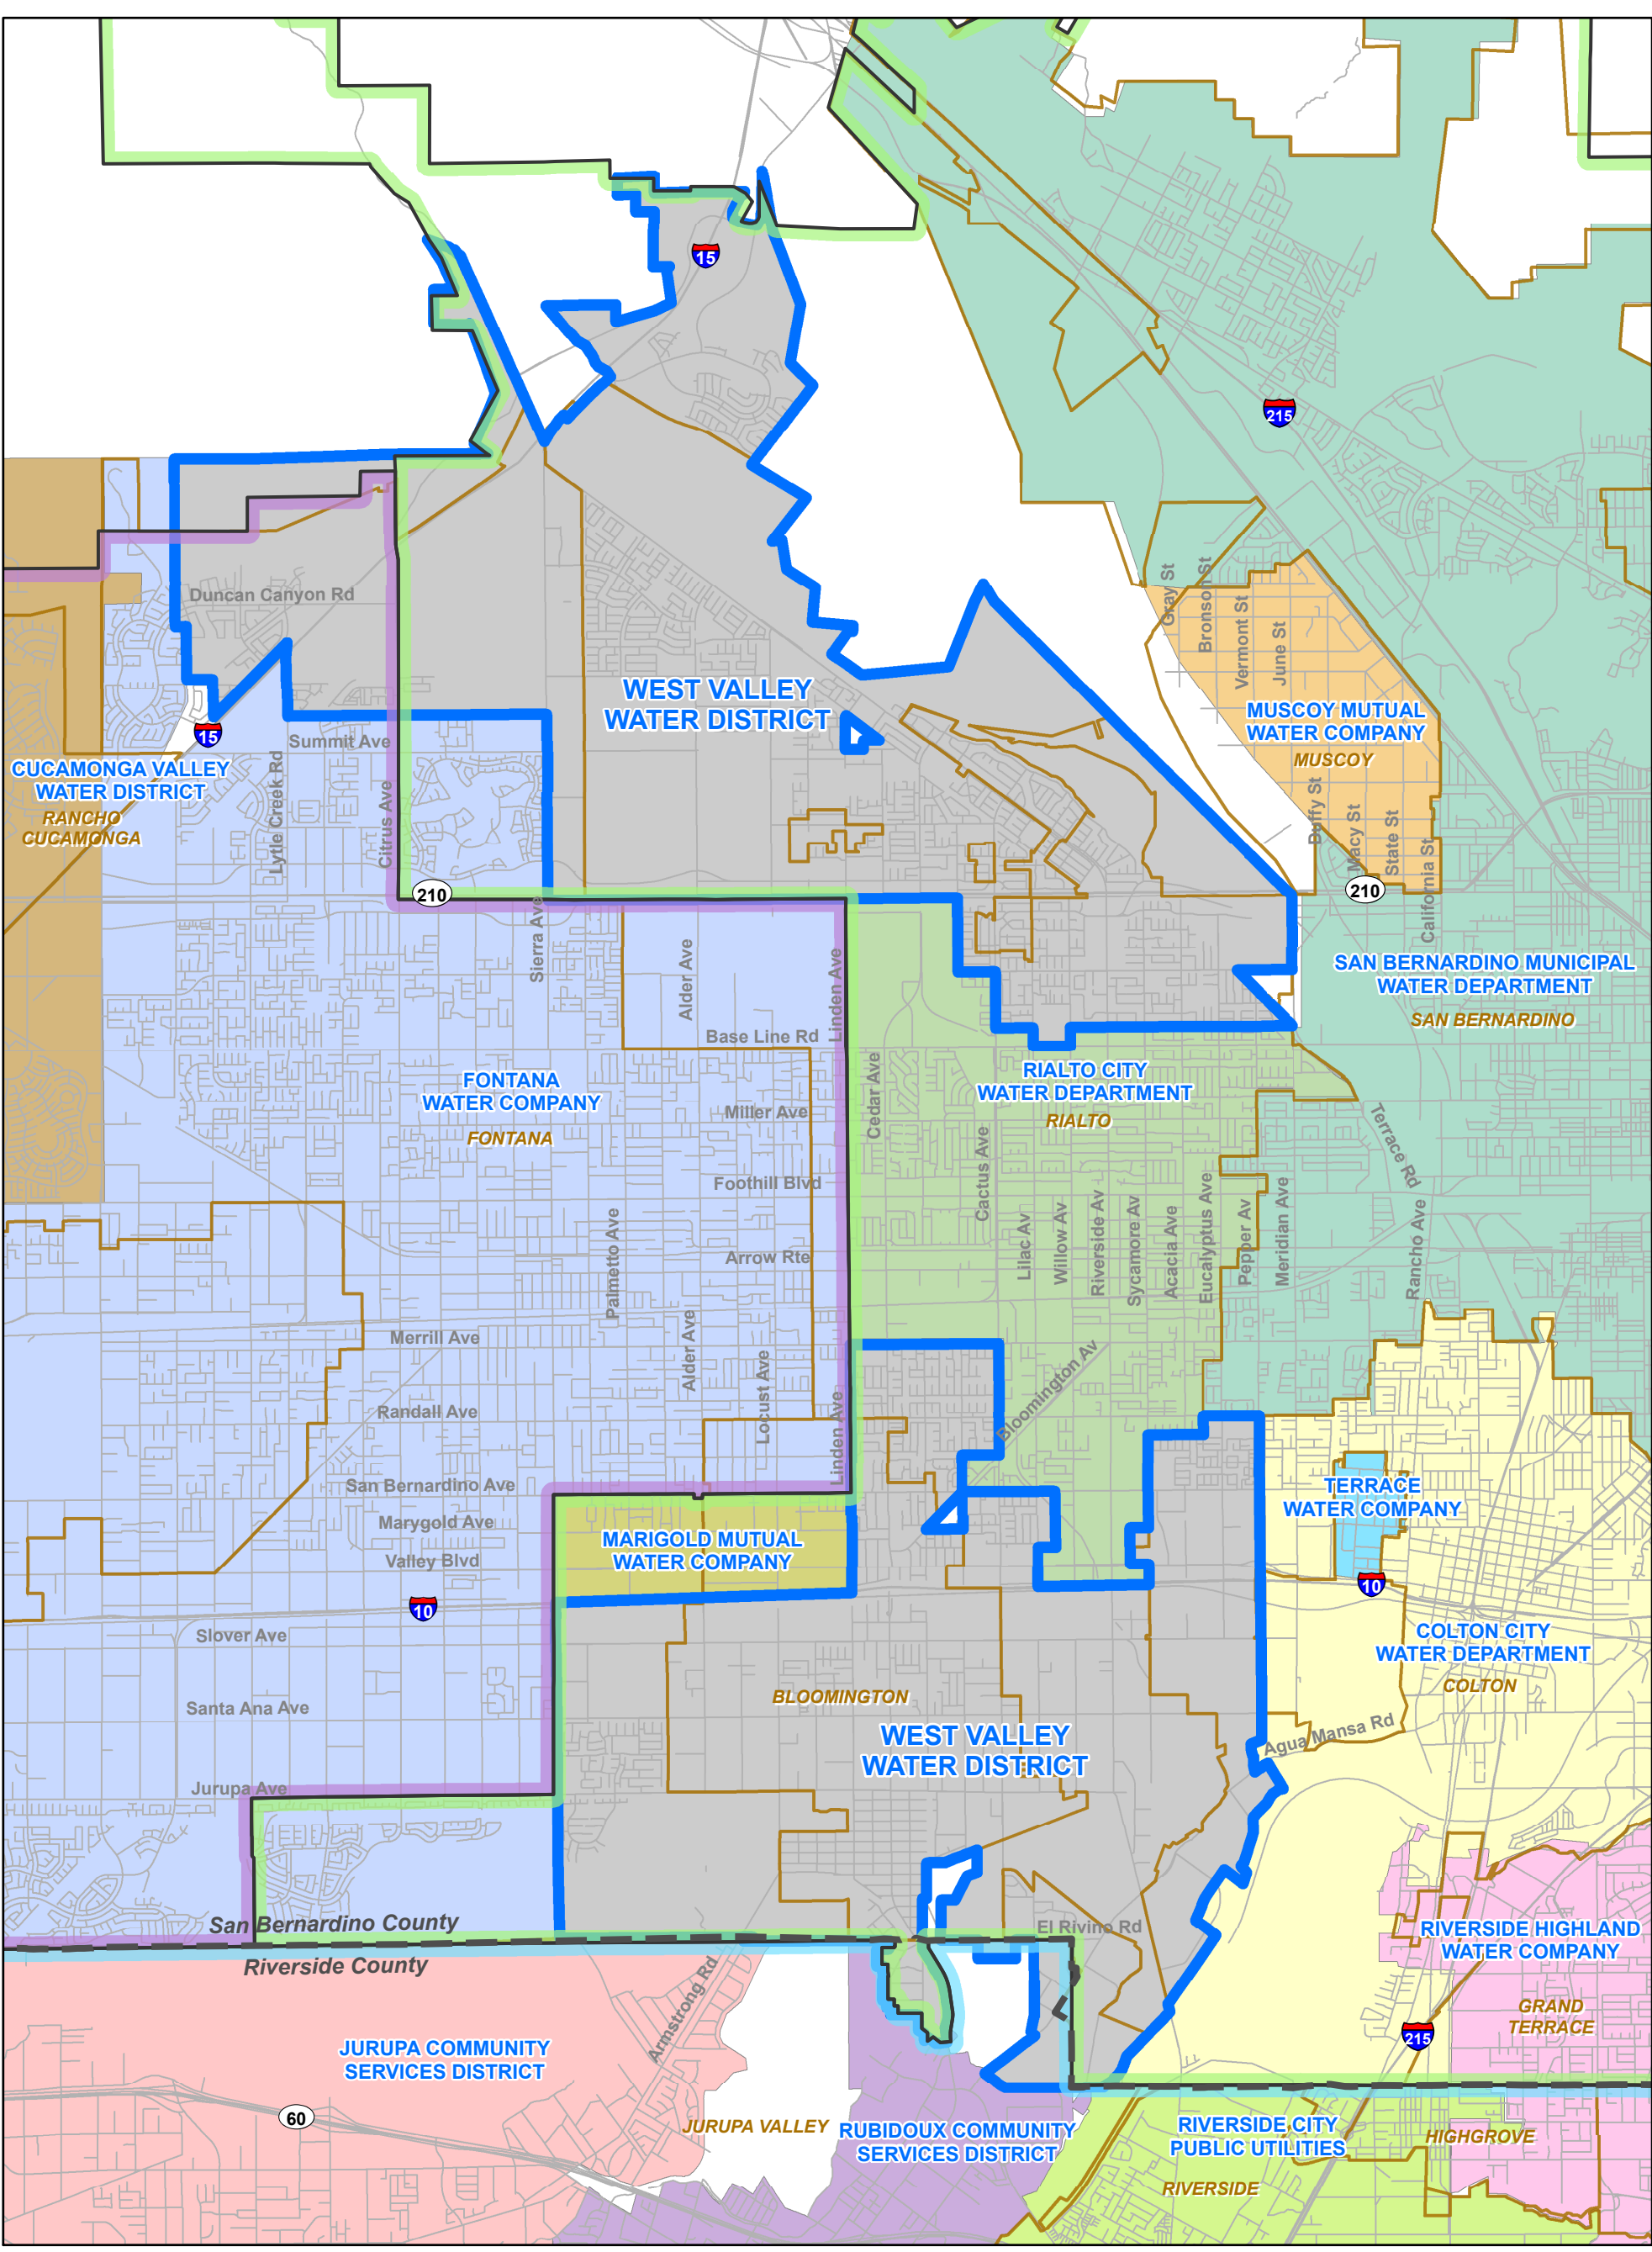 15
215
Duncan Canyon Rd
Gray St
Bronson St
Vermont St
June St
WEST VALLEY
WATER DISTRICT
MUSCOY MUTUAL
WATER COMPANY
MUSCOY
15
Summit Ave
CUCAMONGA VALLEY
WATER DISTRICT
RANCHO
CUCAMONGA
Lytle Creek Rd
Citrus Ave
Duffy St
Macy St
State St
California St
210
210
Sierra Ave
Alder Ave
Linden Ave
SAN BERNARDINO MUNICIPAL
WATER DEPARTMENT
SAN BERNARDINO
Base Line Rd
FONTANA
WATER COMPANY
FONTANA
Cedar Ave
RIALTO CITY
WATER DEPARTMENT
RIALTO
Miller Ave
Terrace Rd
Foothill Blvd
Cactus Ave
Palmetto Ave
Arrow Rte
Lilac Av
Willow Av
Riverside Av
Sycamore Av
Acacia Ave
Eucalyptus Ave
Pepper Av
Meridian Ave
Rancho Ave
Merrill Ave
Alder Ave
Locust Ave
Linden Ave
Bloomington Av
Randall Ave
San Bernardino Ave
Marygold Ave
Valley Blvd
MARIGOLD MUTUAL
WATER COMPANY
TERRACE
WATER COMPANY
10
10
Slover Ave
COLTON CITY
WATER DEPARTMENT
COLTON
Santa Ana Ave
BLOOMINGTON
WEST VALLEY
WATER DISTRICT
Agua Mansa Rd
Jurupa Ave
San Bernardino County
Riverside County
El Rivino Rd
RIVERSIDE HIGHLAND
WATER COMPANY
Armstrong Rd
GRAND
TERRACE
215
JURUPA COMMUNITY
SERVICES DISTRICT
60
JURUPA VALLEY
RUBIDOUX COMMUNITY
SERVICES DISTRICT
RIVERSIDE CITY
PUBLIC UTILITIES
HIGHGROVE
RIVERSIDE